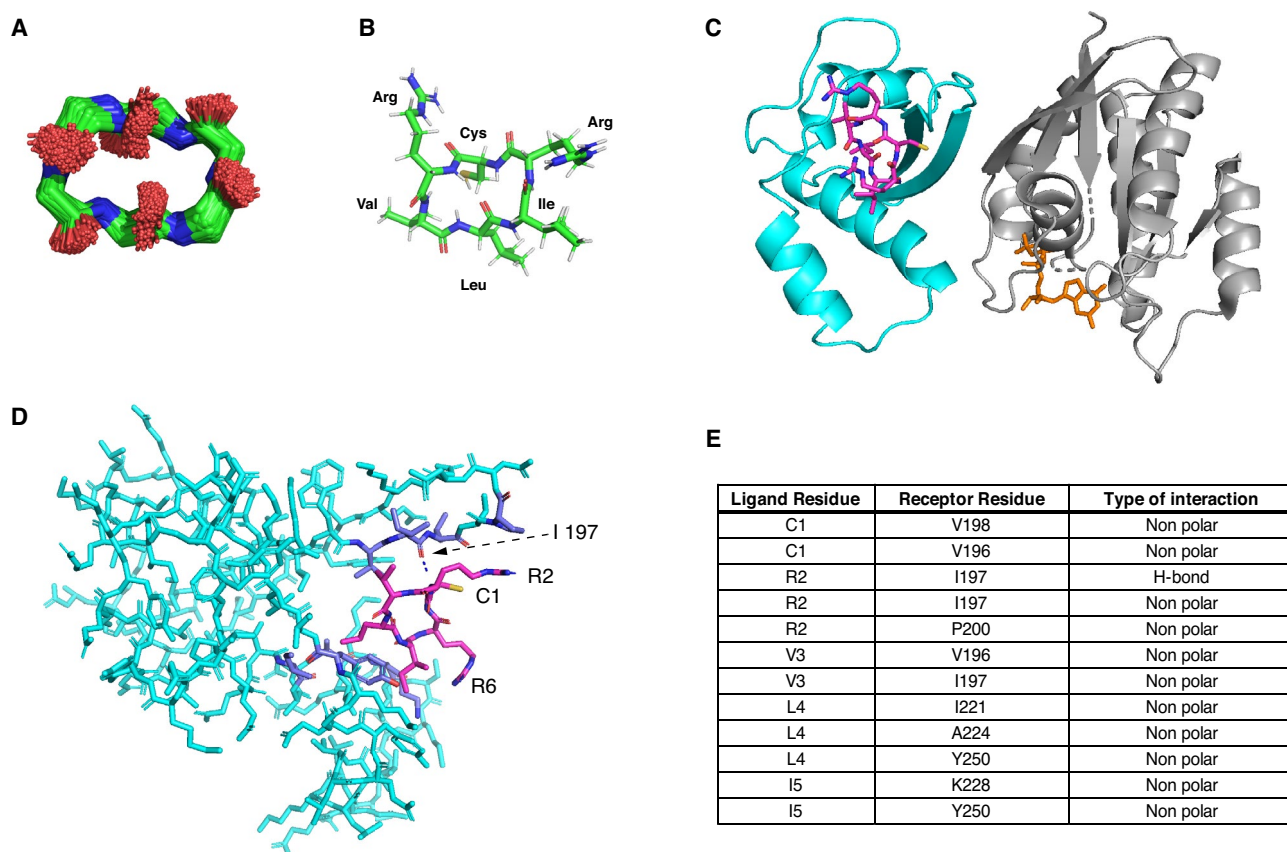 A
B
C
Arg
Cys
Arg
Val
Ile
Leu
D
I 197
R2
C1
R6
E
Ligand Residue Receptor Residue Type of interaction
C1 V198 Non polar
C1 V196 Non polar
R2 I197 H-bond
R2 I197 Non polar
R2 P200 Non polar
V3 V196 Non polar
V3 I197 Non polar
L4 I221 Non polar
L4 A224 Non polar
L4 Y250 Non polar
I5 K228 Non polar
I5 Y250 Non polar